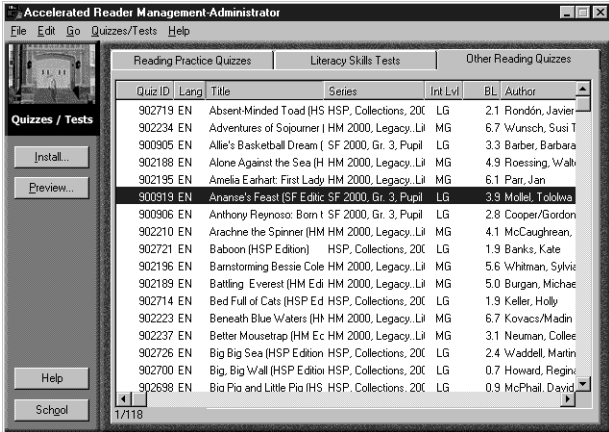 Accelerated Reader Management-Administrator
File Edit Go Quizzes/Tests Help
Reading Practice Quizzes Literacy Skills Tests Other Reading Quizzes
Quizzes / Tests
Install...
Preview...
Help
School
Quiz ID Lang Title Series Int Lvl BL Author
902719 EN Absent-Minded Toad (HS HSP, Collections, 200 LG 2.1 Rondón, Javier
902234 EN Adventures of Sojourner ( HM 2000, Legacy..Lit MG 6.7 Wunsch, Susi T
900905 EN Allie's Basketball Dream ( SF 2000, Gr. 3, Pupil LG 3.3 Barber, Barbara
902188 EN Alone Against the Sea (H HM 2000, Legacy..Lit MG 4.9 Roessing, Walt
902195 EN Amelia Earhart: First Lady HM 2000, Legacy..Lit MG 6.1 Parr, Jan
900919 EN Ananse's Feast (SF Editic SF 2000, Gr. 3, Pupil LG 3.9 Mollel, Tololwa
900906 EN Anthony Reynoso: Born t SF 2000, Gr. 3, Pupil LG 2.8 Cooper/Gordon
902210 EN Arachne the Spinner (HM HM 2000, Legacy..Lit MG 4.1 McCaughrean,
902721 EN Baboon (HSP Edition) HSP, Collections, 200 LG 1.9 Banks, Kate
902196 EN Barnstorming Bessie Cole HM 2000, Legacy..Lit MG 5.6 Whitman, Sylvia
902189 EN Battling Everest (HM Edi HM 2000, Legacy..Lit MG 5.0 Burgan, Michae
902714 EN Bed Full of Cats (HSP Ed HSP, Collections, 200 LG 1.9 Keller, Holly
902223 EN Beneath Blue Waters (HM HM 2000, Legacy..Lit MG 6.7 Kovacs/Madin
902237 EN Better Mousetrap (HM Ec HM 2000, Legacy..Lit MG 3.1 Neuman, Collee
902726 EN Big Big Sea (HSP Edition HSP, Collections, 200 LG 2.4 Waddell, Martin
902700 EN Big, Big Wall (HSP Editio HSP, Collections, 200 LG 0.7 Howard, Regina
902698 EN Big Pig and Little Pig (HS HSP, Collections, 200 LG 0.9 McPhail, David
1/118